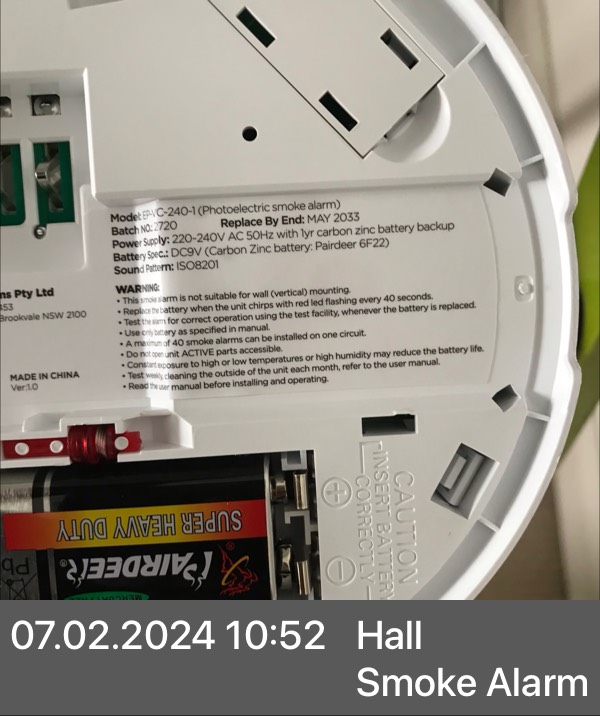 Model: EP-VC-240-1 (Photoelectric smoke alarm)
Batch NO: 2720 Replace By End: MAY 2033
Power Supply: 220-240V AC 50Hz with 1yr carbon zinc battery backup
Battery Spec.: DC9V (Carbon Zinc battery: Pairdeer 6F22)
Sound Pattern: ISO8201
WARNING:
• This smoke alarm is not suitable for wall (vertical) mounting.
• Replace the battery when the unit chirps with red led flashing every 40 seconds.
• Test the alarm for correct operation using the test facility, whenever the battery is replaced.
• Use only battery as specified in manual.
• A maximum of 40 smoke alarms can be installed on one circuit.
• Do not open unit ACTIVE parts accessible.
• Constant exposure to high or low temperatures or high humidity may reduce the battery life.
• Test weekly, cleaning the outside of the unit each month, refer to the user manual.
• Read the user manual before installing and operating.
ns Pty Ltd
453
Brookvale NSW 2100
MADE IN CHINA
Ver:1.0
CAUTION
INSERT BATTERY
CORRECTLY
SUPER HEAVY DUTY
PAIRDEER®
Pb
07.02.2024 10:52 Hall
Smoke Alarm